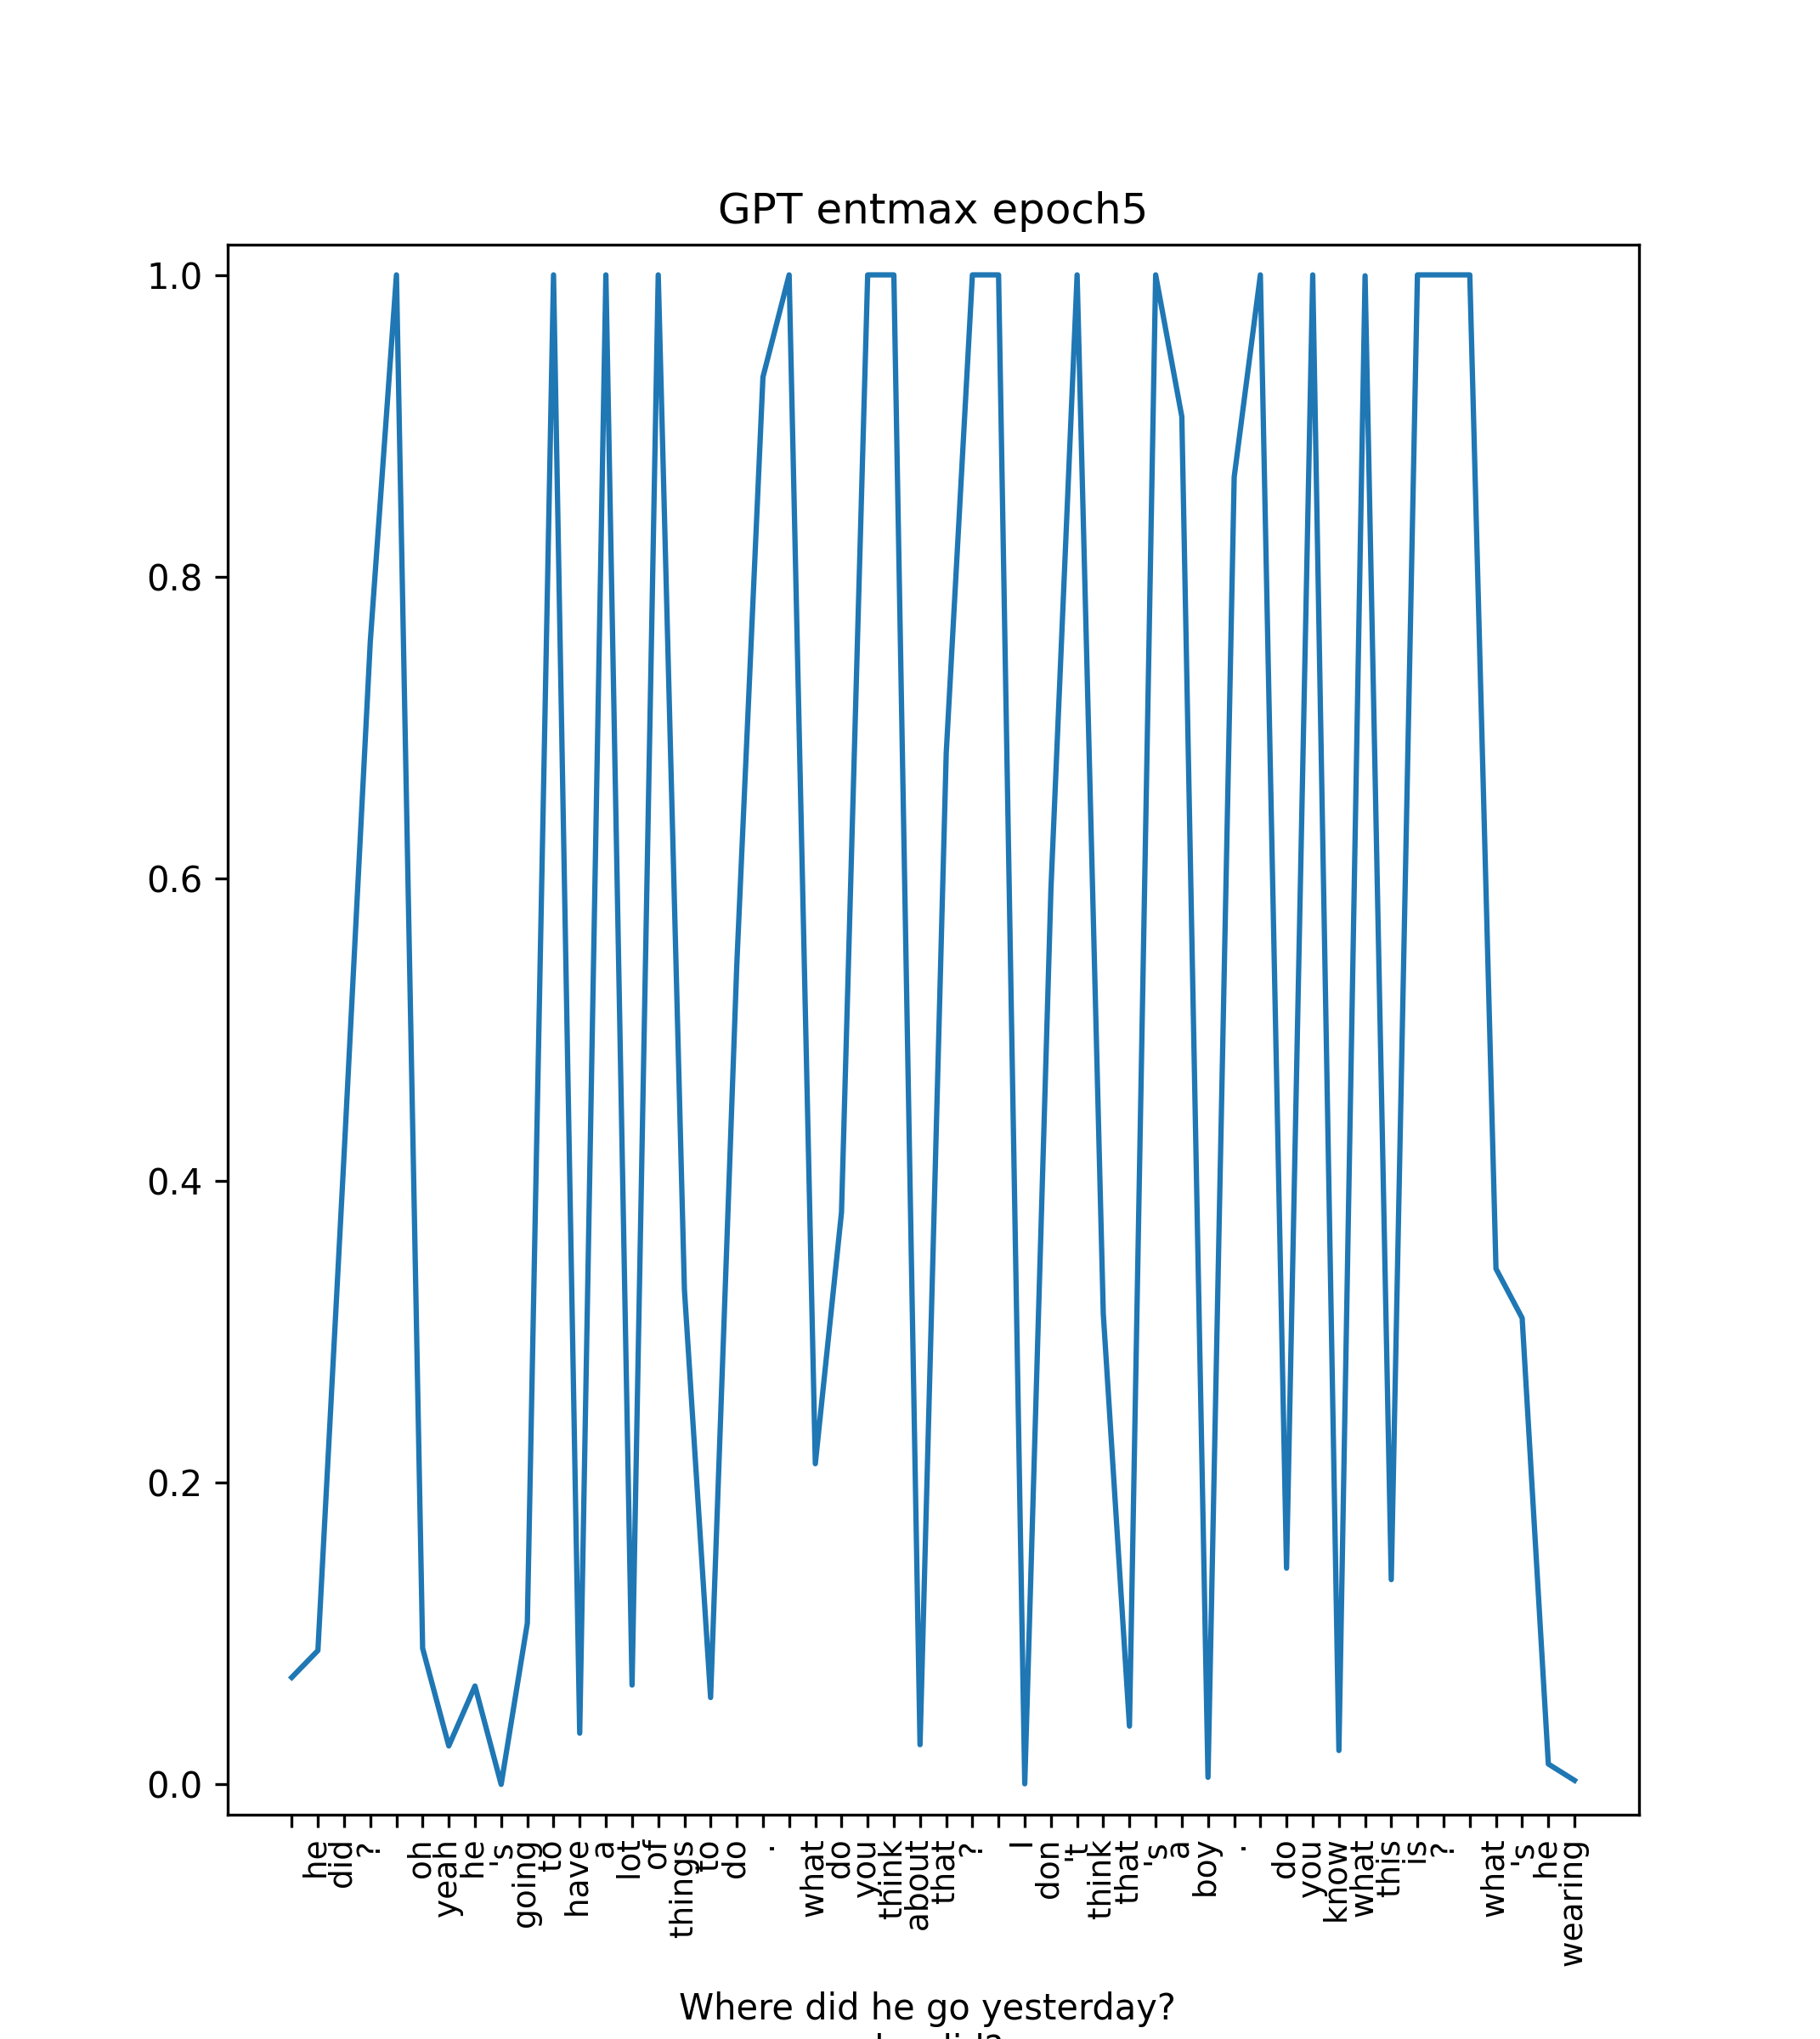 GPT entmax epoch5
1.0
0.8
0.6
0.4
0.2
0.0
he
did
?
oh
yeah
he
's
going
to
have
a
lot
of
things
to
do
.
what
do
you
think
about
that
?
I
don
't
think
that
's
a
boy
.
do
you
know
what
this
is
?
what
's
he
wearing
Where did he go yesterday?
he did?